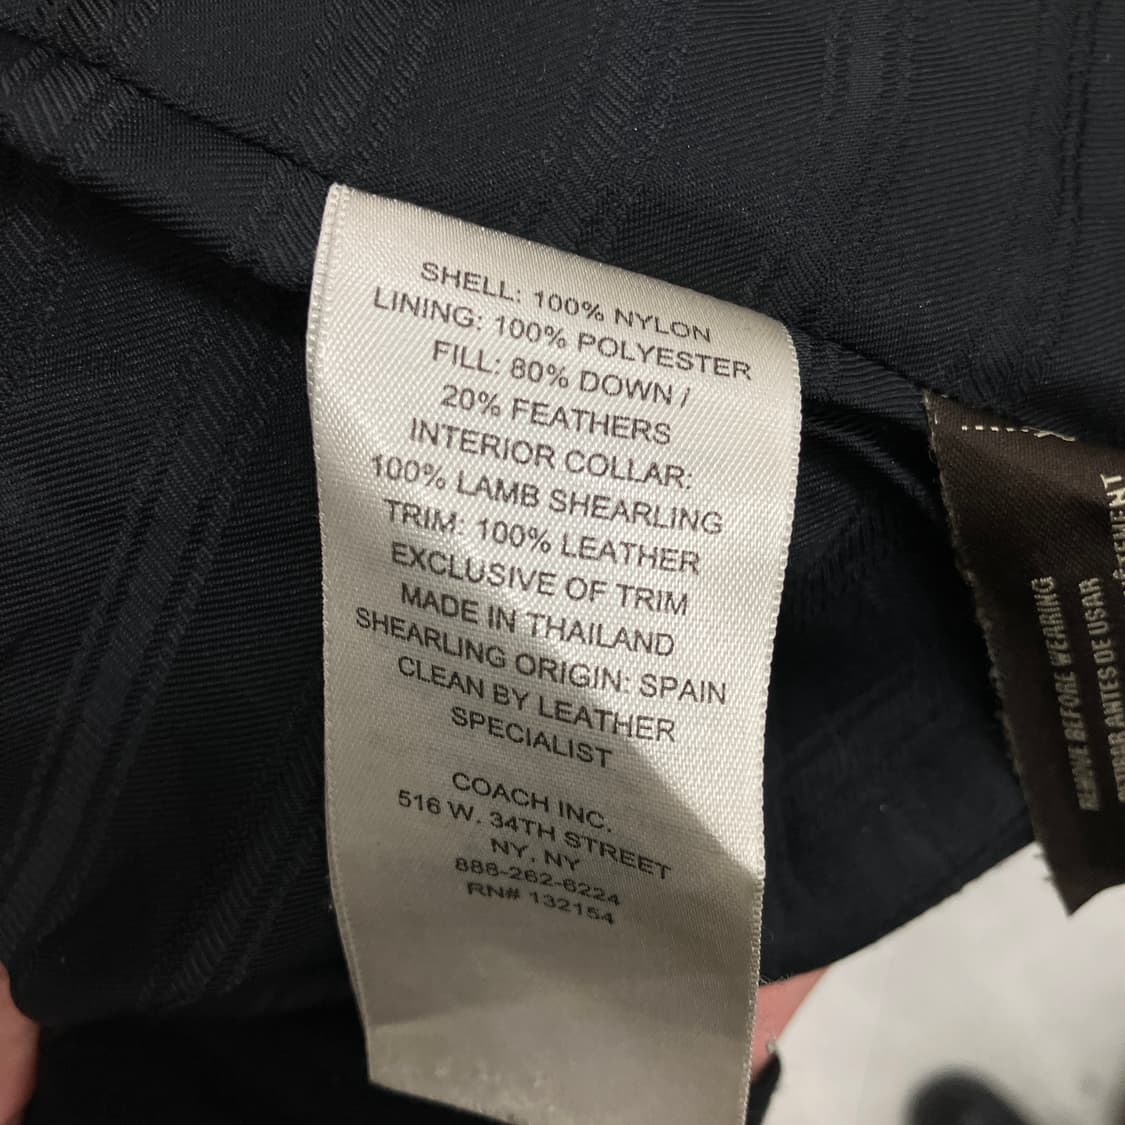 SHELL: 100% NYLON
LINING: 100% POLYESTER
FILL: 80% DOWN /
20% FEATHERS
INTERIOR COLLAR:
100% LAMB SHEARLING
TRIM: 100% LEATHER
EXCLUSIVE OF TRIM
MADE IN THAILAND
SHEARLING ORIGIN: SPAIN
CLEAN BY LEATHER
SPECIALIST
COACH INC.
516 W. 34TH STREET
NY, NY
888-262-6224
RN# 132154
REMOVE BEFORE WEARING
ANTES DE USAR